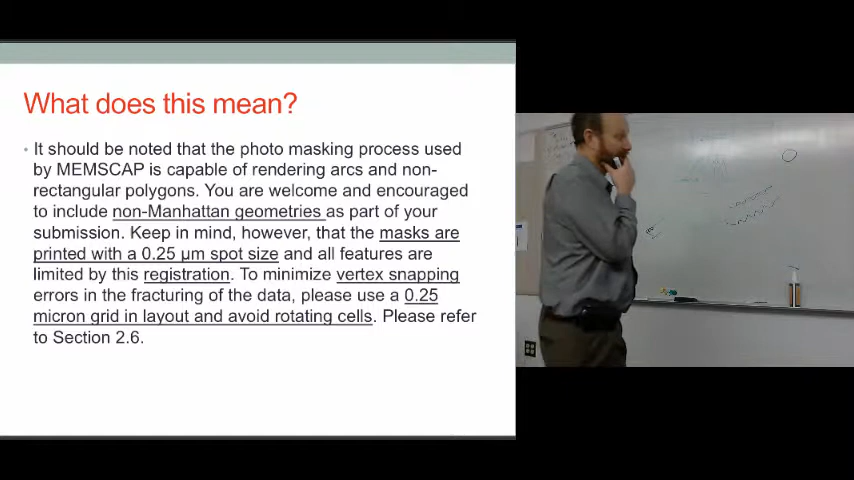 What does this mean?
• It should be noted that the photo masking process used
by MEMSCAP is capable of rendering arcs and non-
rectangular polygons. You are welcome and encouraged
to include non-Manhattan geometries as part of your
submission. Keep in mind, however, that the masks are
printed with a 0.25 μm spot size and all features are
limited by this registration. To minimize vertex snapping
errors in the fracturing of the data, please use a 0.25
micron grid in layout and avoid rotating cells. Please refer
to Section 2.6.